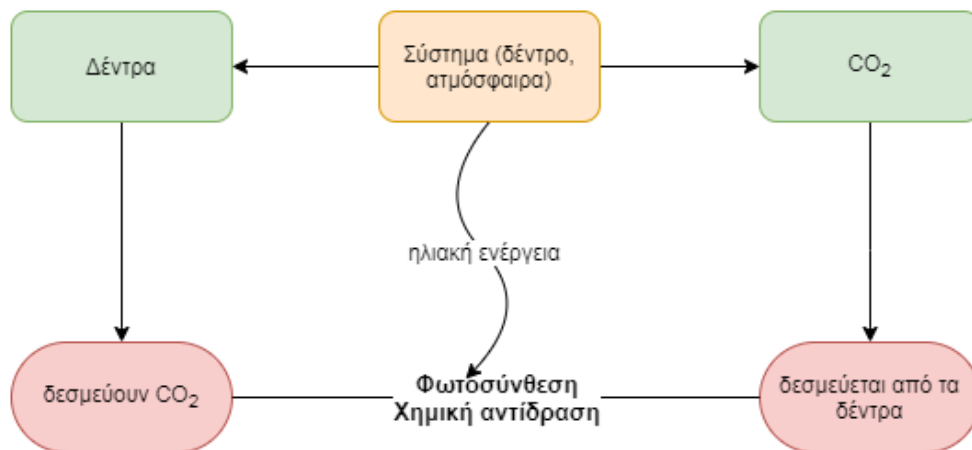 Δέντρα
Σύστημα (δέντρο,
ατμόσφαιρα)
CO₂
ηλιακή ενέργεια
δεσμεύουν CO₂
Φωτοσύνθεση
Χημική αντίδραση
δεσμεύεται από τα
δέντρα